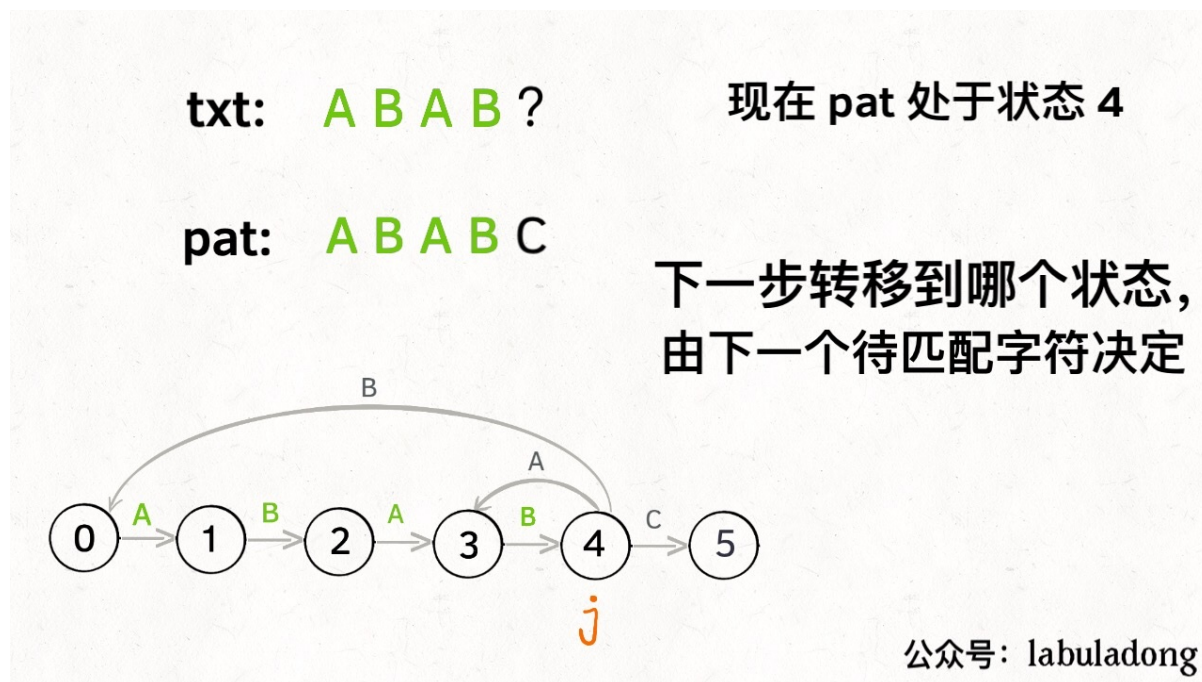 txt: A B A B ?
现在 pat 处于状态 4
pat: A B A B C
下一步转移到哪个状态,
由下一个待匹配字符决定
B
A
A B A B C
0 1 2 3 4 5
j
公众号：labuladong